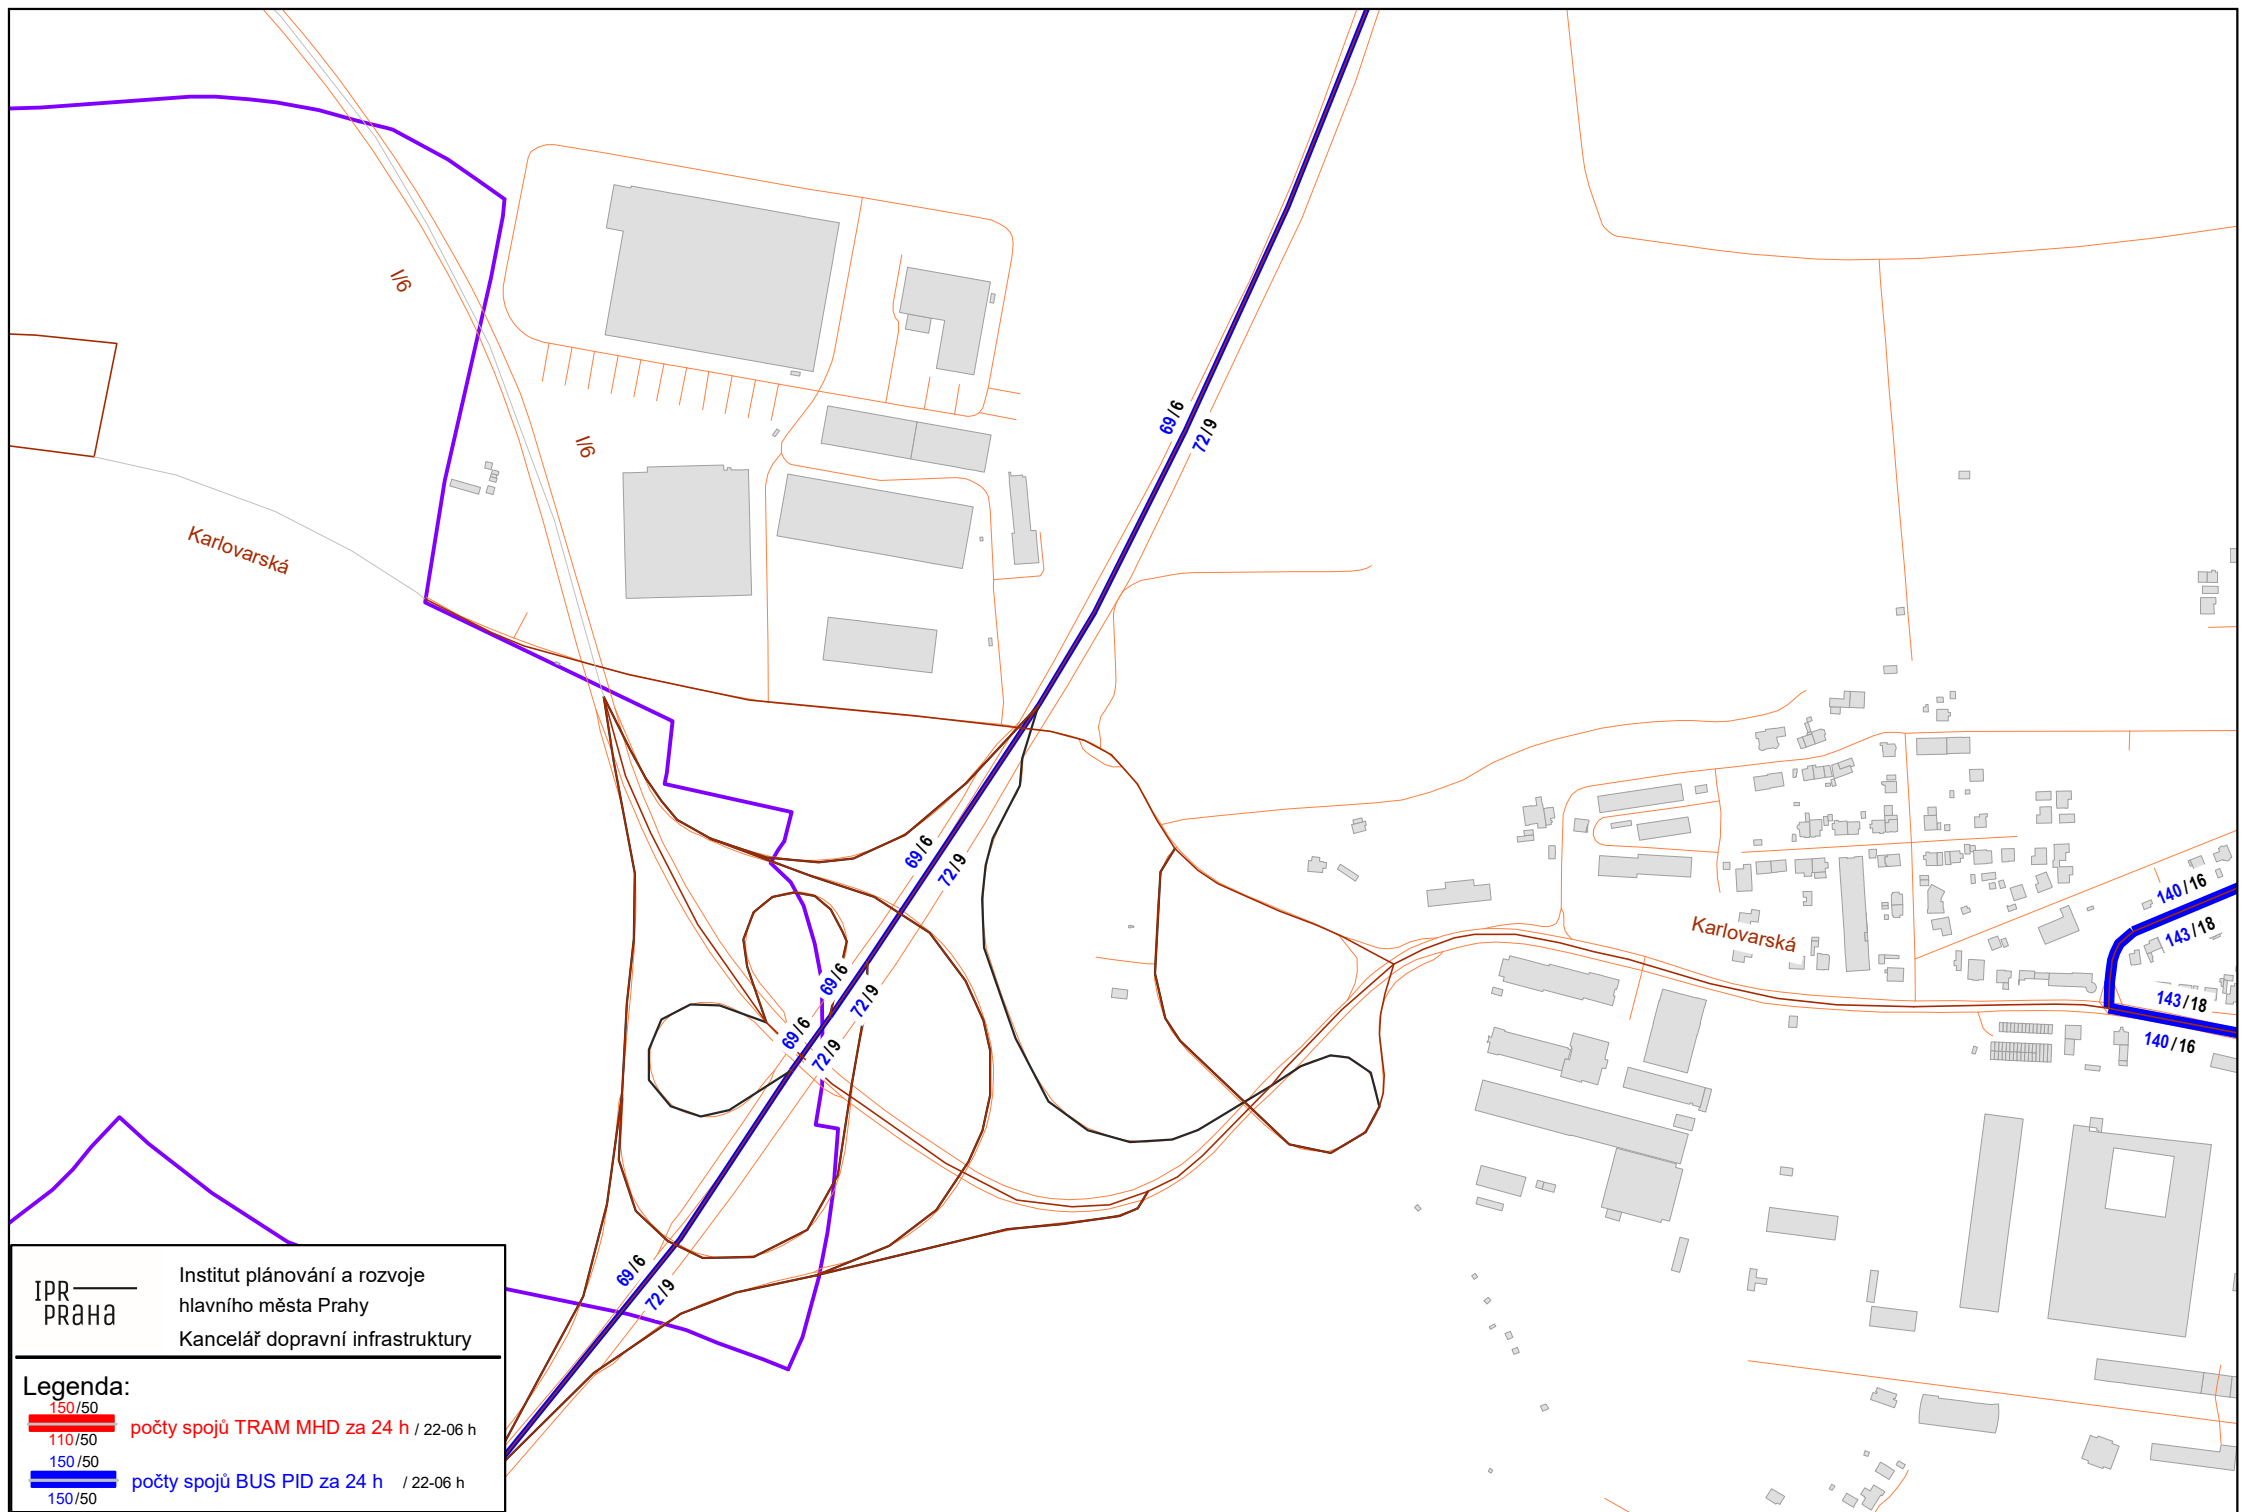 I/6
I/6
69/6
72/9
Karlovarská
69/6
72/9
140/16
143/18
Karlovarská
69/6
72/9
143/18
69/6
140/16
72/9
69/6
72/9
IPR
PRAHA
Institut plánování a rozvoje
hlavního města Prahy
Kancelář dopravní infrastruktury
Legenda:
150/50
počty spojů TRAM MHD za 24 h / 22-06 h
110/50
150/50
počty spojů BUS PID za 24 h / 22-06 h
150/50